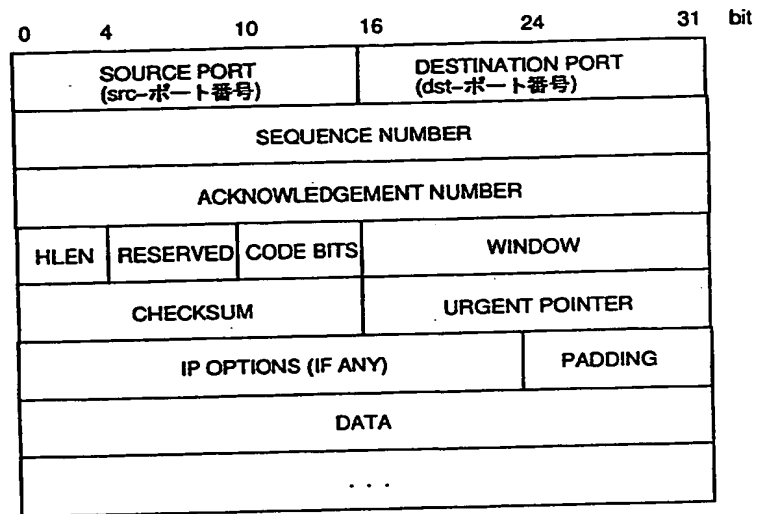 0 4 10 16 24 31 bit
SOURCE PORT
(src-ポート番号)
DESTINATION PORT
(dst-ポート番号)
SEQUENCE NUMBER
ACKNOWLEDGEMENT NUMBER
HLEN RESERVED CODE BITS WINDOW
CHECKSUM URGENT POINTER
IP OPTIONS (IF ANY) PADDING
DATA
. . .